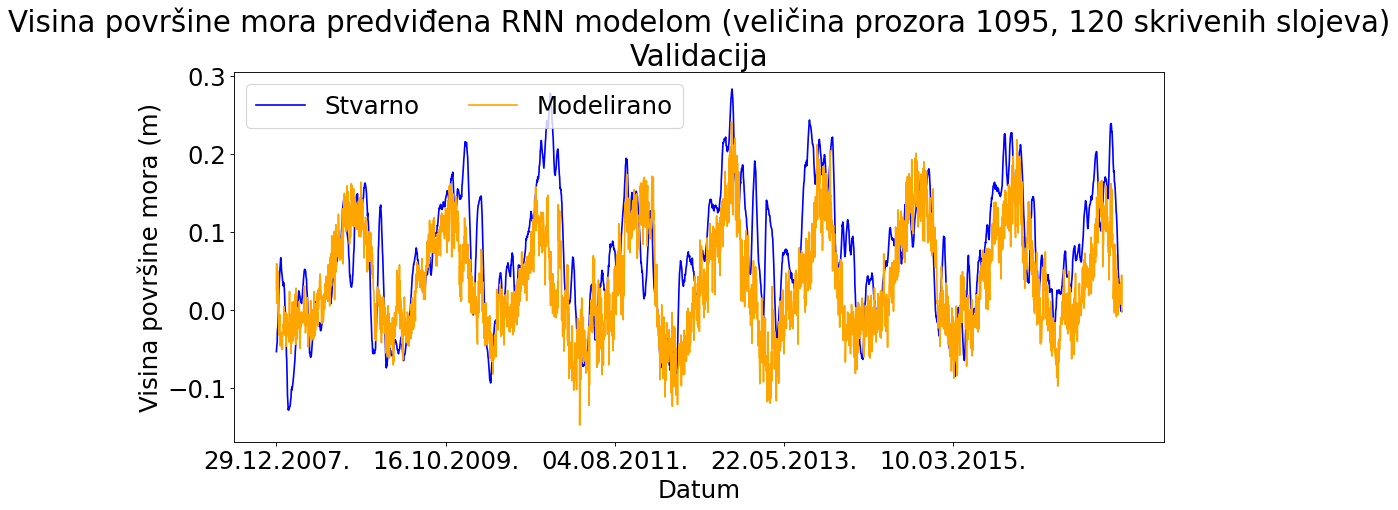 Visina površine mora predviđena RNN modelom (veličina prozora 1095, 120 skrivenih slojeva)
Validacija
Stvarno
Modelirano
Visina površine mora (m)
0.3
0.2
0.1
0.0
−0.1
29.12.2007.
16.10.2009.
04.08.2011.
22.05.2013.
10.03.2015.
Datum